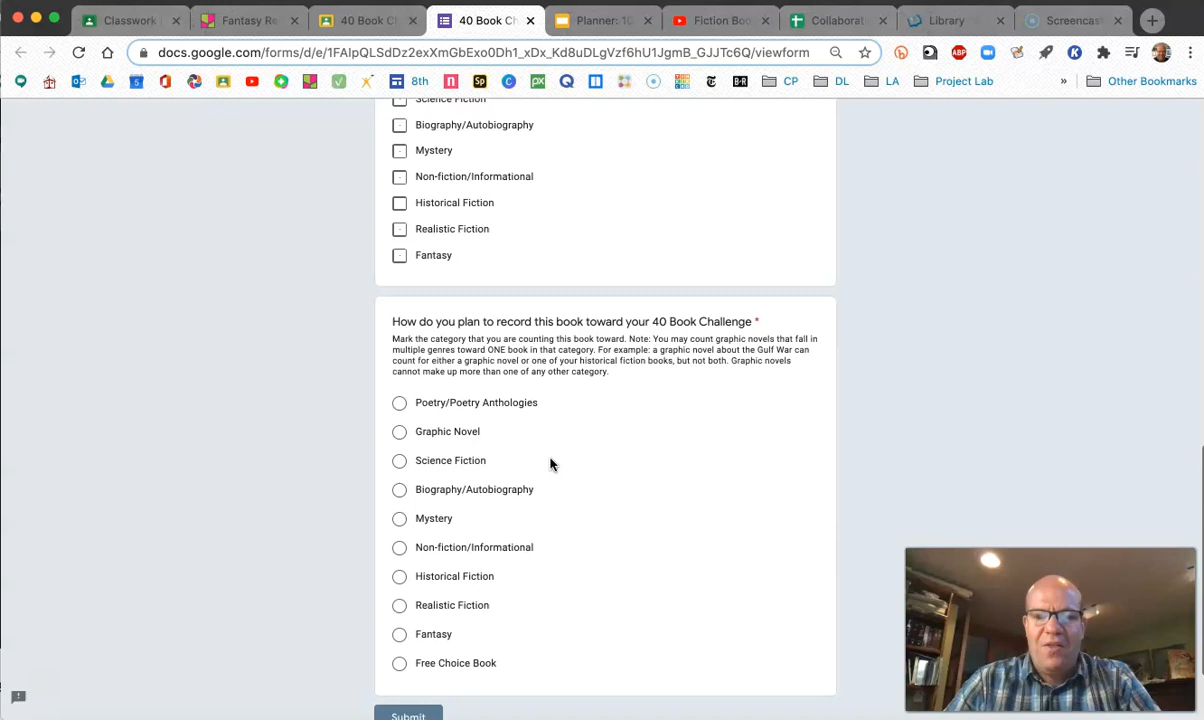 Classwork
Fantasy Re
40 Book C
40 Book Ch
Planner: 10
Fiction Boo
Collaborat
Library
Screencas
docs.google.com/forms/d/e/1FAIpQLSdDz2exXmGbExo0Dh1_xDx_Kd8uDLgVzf6hU1JgmB_GJJTc6Q/viewform
8th
CP
DL
LA
Project Lab
»
Other Bookmarks
Science Fiction
Biography/Autobiography
Mystery
Non-fiction/Informational
Historical Fiction
Realistic Fiction
Fantasy
How do you plan to record this book toward your 40 Book Challenge *
Mark the category that you are counting this book toward. Note: You may count graphic novels that fall in
multiple genres toward ONE book in that category. For example: a graphic novel about the Gulf War can
count for either a graphic novel or one of your historical fiction books, but not both. Graphic novels
cannot make up more than one of any other category.
Poetry/Poetry Anthologies
Graphic Novel
Science Fiction
Biography/Autobiography
Mystery
Non-fiction/Informational
Historical Fiction
Realistic Fiction
Fantasy
Free Choice Book
Submit